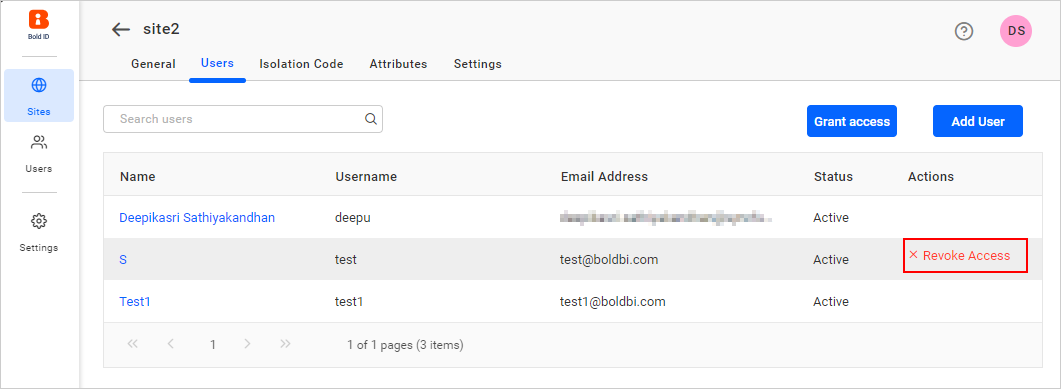 Bold ID
site2
DS
General Users Isolation Code Attributes Settings
Sites
Users
Settings
Search users
Grant access Add User
Name Username Email Address Status Actions
Deepikasri Sathiyakandhan deepu Active
S test test@boldbi.com Active × Revoke Access
Test1 test1 test1@boldbi.com Active
1 1 of 1 pages (3 items)